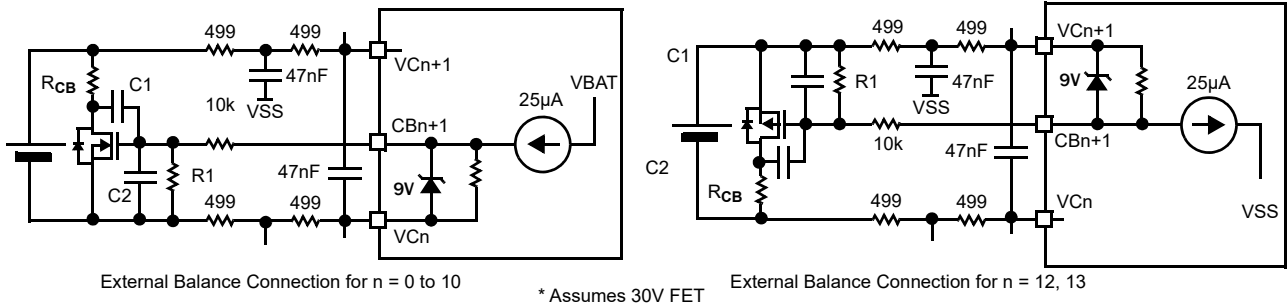 499
499
VCn+1
47nF
VSS
RCB
C1
10k
CBn+1
25µA
VBAT
C2
R1
47nF
9V
499
499
VCn
External Balance Connection for n = 0 to 10
* Assumes 30V FET
499
499
VCn+1
C1
R1
47nF
VSS
9V
25µA
10k
CBn+1
C2
47nF
RCB
499
499
VCn
VSS
External Balance Connection for n = 12, 13